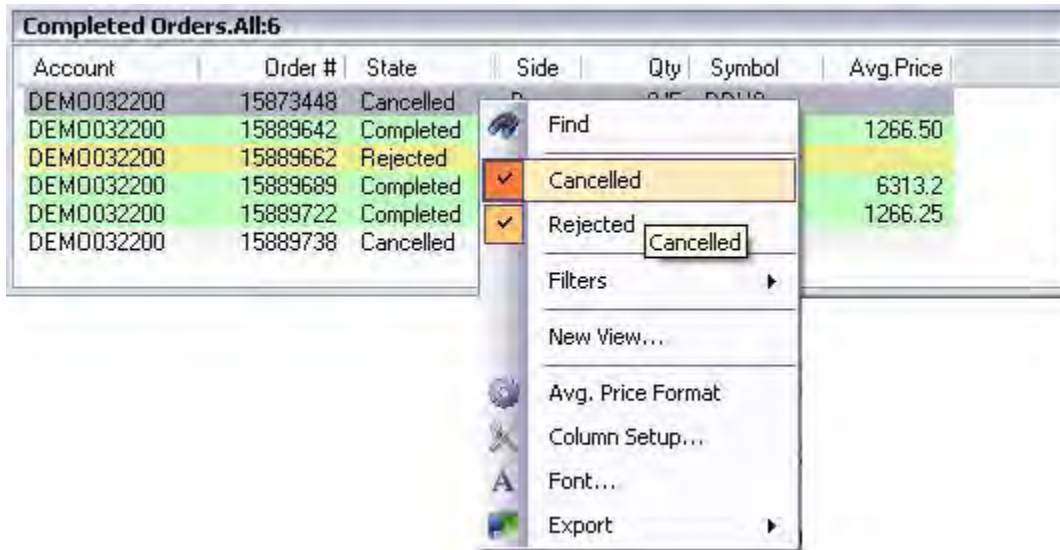 Completed Orders.All:6
Account Order # State Side Qty Symbol Avg.Price
DEMO032200 15873448 Cancelled
DEMO032200 15889642 Completed 1266.50
DEMO032200 15889662 Rejected
DEMO032200 15889689 Completed 6313.2
DEMO032200 15889722 Completed 1266.25
DEMO032200 15889738 Cancelled
Find
Cancelled
Rejected
Cancelled
Filters
New View...
Avg. Price Format
Column Setup...
Font...
Export